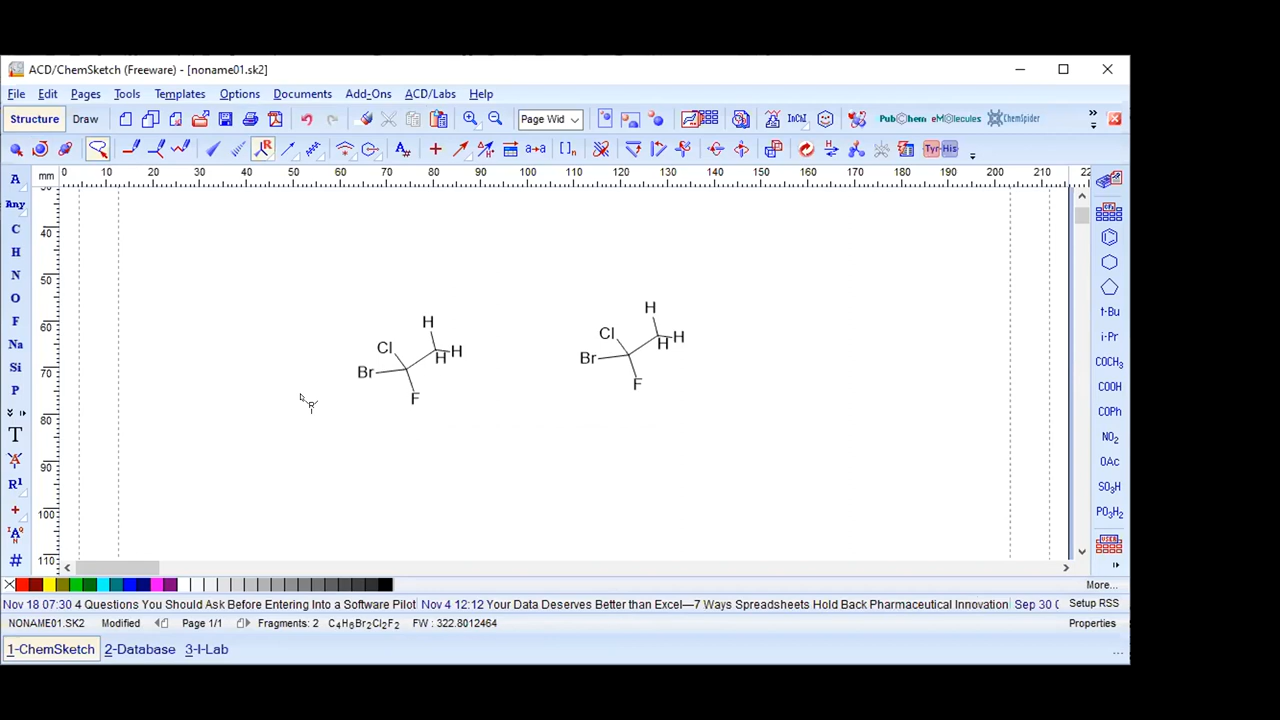 ACD/ChemSketch (Freeware) - [noname01.sk2]
File Edit Pages Tools Templates Options Documents Add-Ons ACD/Labs Help
Structure Draw Page Wid InChI PubChem eMolecules ChemSpider
Tyr His
mm 0 10 20 30 40 50 60 70 80 90 100 110 120 130 140 150 160 170 180 190 200 210 22
A
Any
C
H
N
O
F
Na
Si
P
T
R1
#
40
50
60
70
80
90
100
110
H
Cl
Br
H H
F
H
Cl
Br
H H
F
t-Bu
i-Pr
COCH3
COOH
COPh
NO2
OAc
SO3H
PO3H2
More...
Nov 18 07:30 4 Questions You Should Ask Before Entering Into a Software Pilot Nov 4 12:12 Your Data Deserves Better than Excel—7 Ways Spreadsheets Hold Back Pharmaceutical Innovation Sep 30 Setup RSS
NONAME01.SK2 Modified Page 1/1 Fragments: 2 C4H6Br2Cl2F2 FW : 322.8012464 Properties
1-ChemSketch 2-Database 3-I-Lab ...